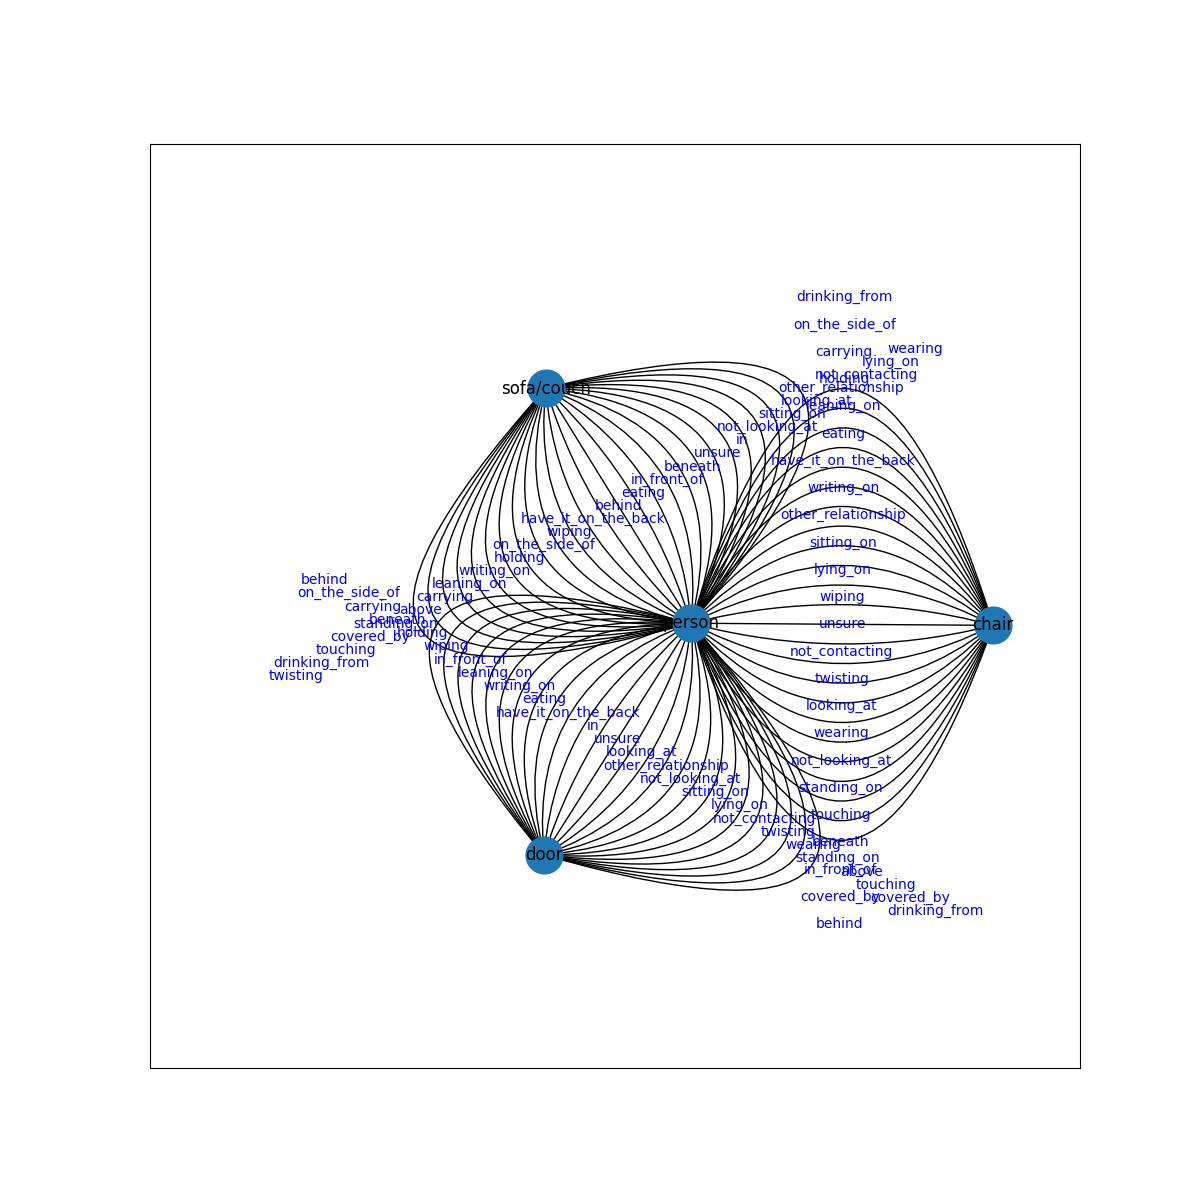 drinking_from
on_the_side_of
wearing
carrying
lying_on
not_contacting
holding
other_relationship
sofa/couch
looking_at
leaning_on
sitting_on
not_looking_at
eating
in
unsure
have_it_on_the_back
beneath
in_front_of
writing_on
eating
behind
other_relationship
have_it_on_the_back
wiping
sitting_on
on_the_side_of
holding
lying_on
writing_on
behind
leaning_on
on_the_side_of
carrying
wiping
carrying
above
beneath
standing_on
person
unsure
chair
holding
covered_by
wiping
touching
not_contacting
in_front_of
drinking_from
leaning_on
twisting
twisting
writing_on
eating
looking_at
have_it_on_the_back
in
wearing
unsure
looking_at
not_looking_at
other_relationship
not_looking_at
standing_on
sitting_on
lying_on
touching
not_contacting
twisting
beneath
wearing
door
standing_on
in_front_of
above
touching
covered_by
covered_by
drinking_from
behind